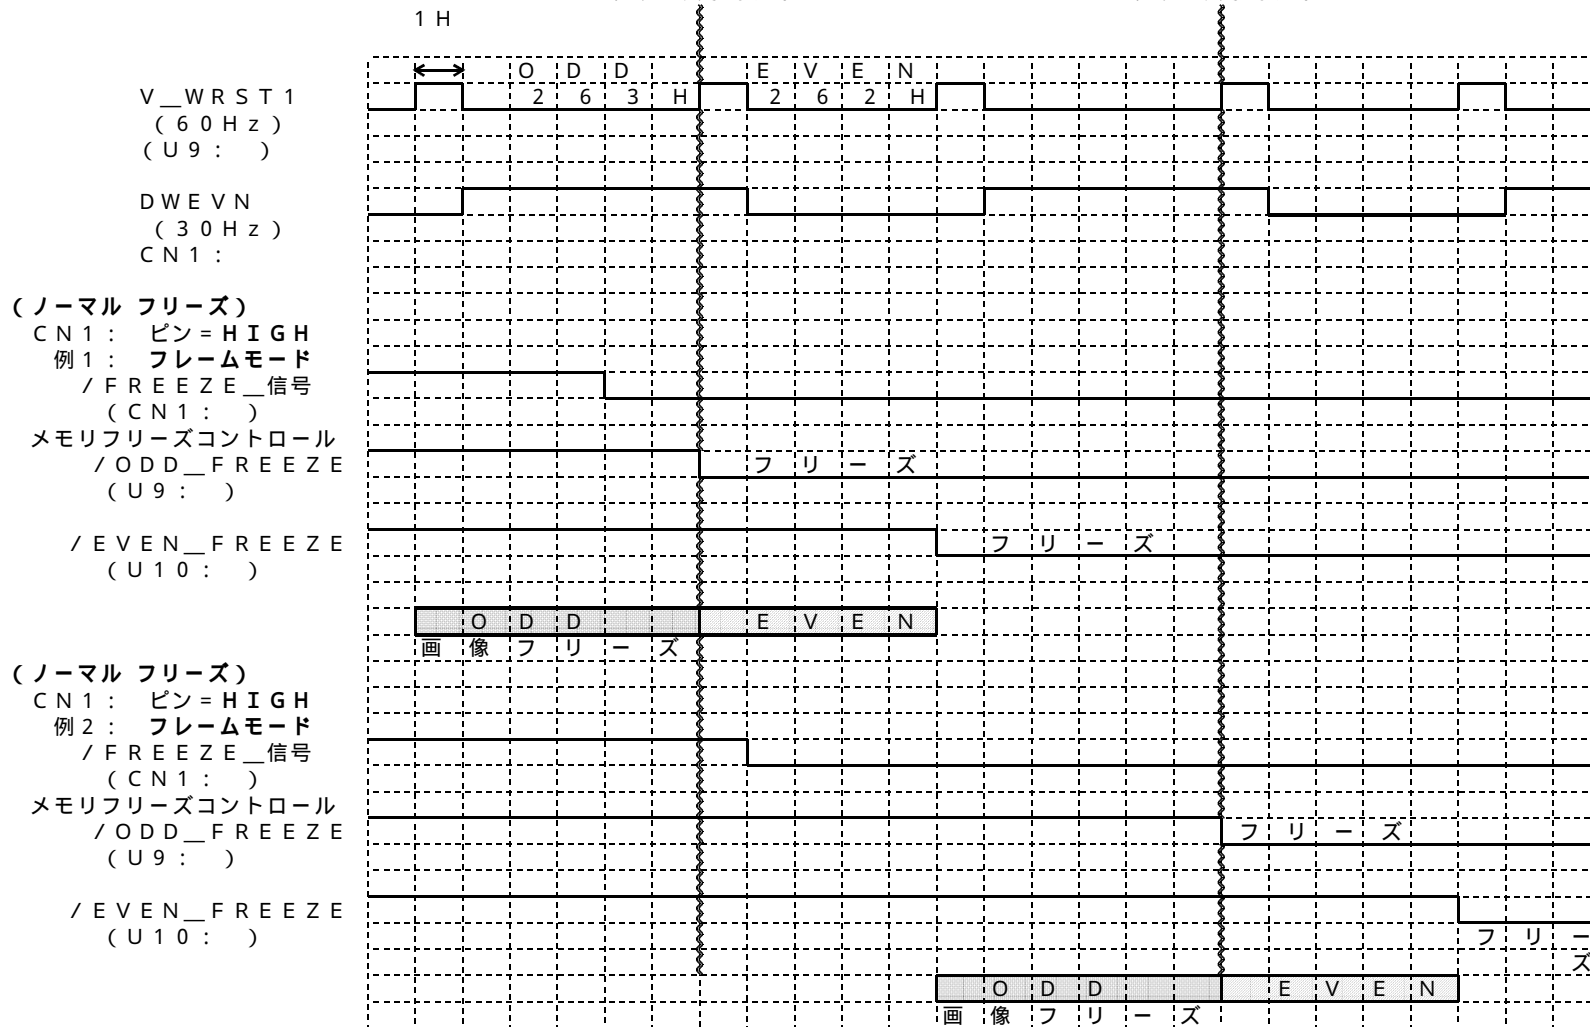 1H
ODD EVEN
V_WRST1 263H 262H
(60Hz)
(U9: )
DWEVN
(30Hz)
CN1:
(ノーマル フリーズ)
CN1: ピン=HIGH
例1: フレームモード
/FREEZE_信号
(CN1: )
メモリフリーズコントロール
/ODD_FREEZE フリーズ
(U9: )
/EVEN_FREEZE フリーズ
(U10: )
ODD EVEN
画像フリーズ
(ノーマル フリーズ)
CN1: ピン=HIGH
例2: フレームモード
/FREEZE_信号
(CN1: )
メモリフリーズコントロール
/ODD_FREEZE フリーズ
(U9: )
/EVEN_FREEZE
(U10: ) フリー
ズ
ODD EVEN
画像フリーズ